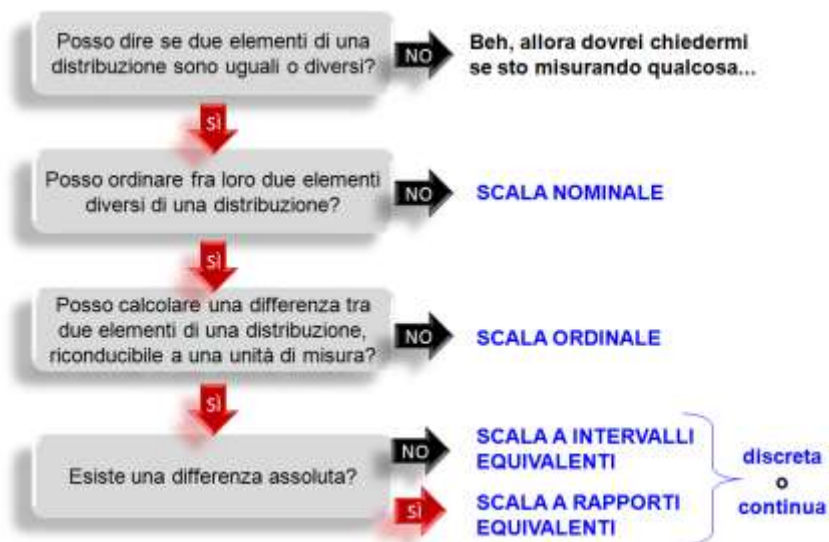 Posso dire se due elementi di una
distribuzione sono uguali o diversi?
NO
Beh, allora dovrei chiedermi
se sto misurando qualcosa...
SÌ
Posso ordinare fra loro due elementi
diversi di una distribuzione?
NO
SCALA NOMINALE
SÌ
Posso calcolare una differenza tra
due elementi di una distribuzione,
riconducibile a una unità di misura?
NO
SCALA ORDINALE
SÌ
Esiste una differenza assoluta?
NO
SCALA A INTERVALLI
EQUIVALENTI
SÌ
SCALA A RAPPORTI
EQUIVALENTI
discreta
o
continua